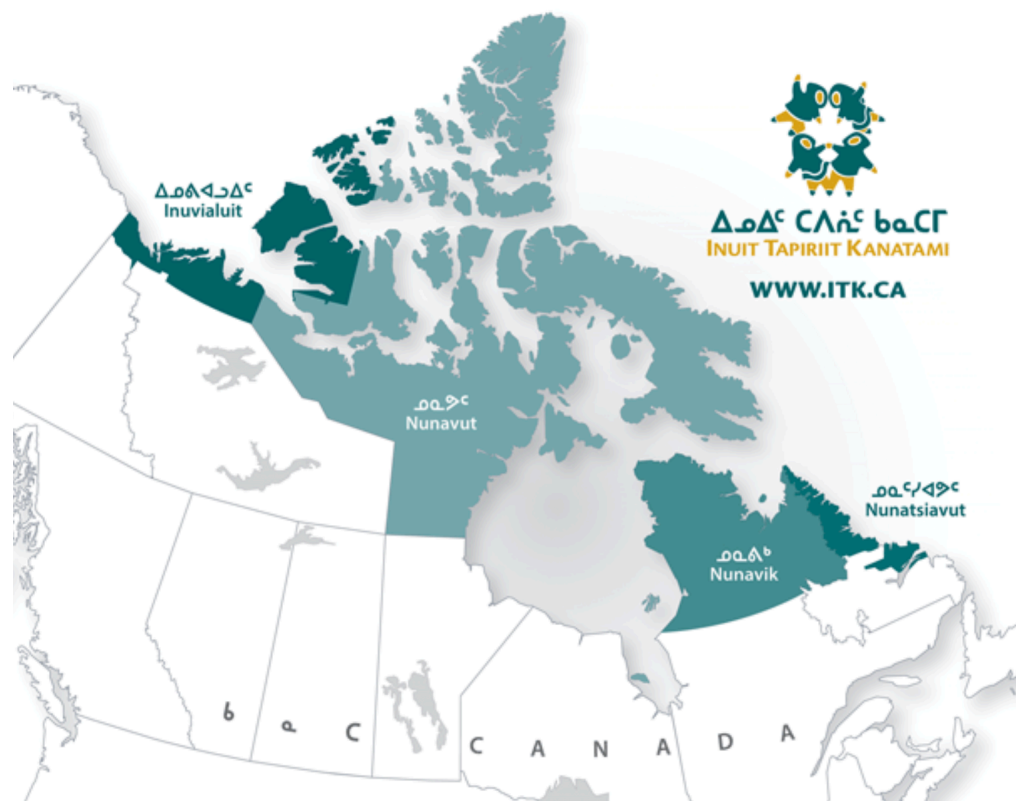 ᐃᓄᕕᐊᓗᐃᑦ
Inuvialuit
ᐃᓄᐃᑦ ᑕᐱᕇᑦ ᑲᓇᑕᒥ
INUIT TAPIRIIT KANATAMI
WWW.ITK.CA
ᓄᓇᕗᑦ
Nunavut
ᓄᓇᑦᓯᐊᕗᑦ
Nunatsiavut
ᓄᓇᕕᒃ
Nunavik
ᑲ ᓇ ᑕ
C A N A D A